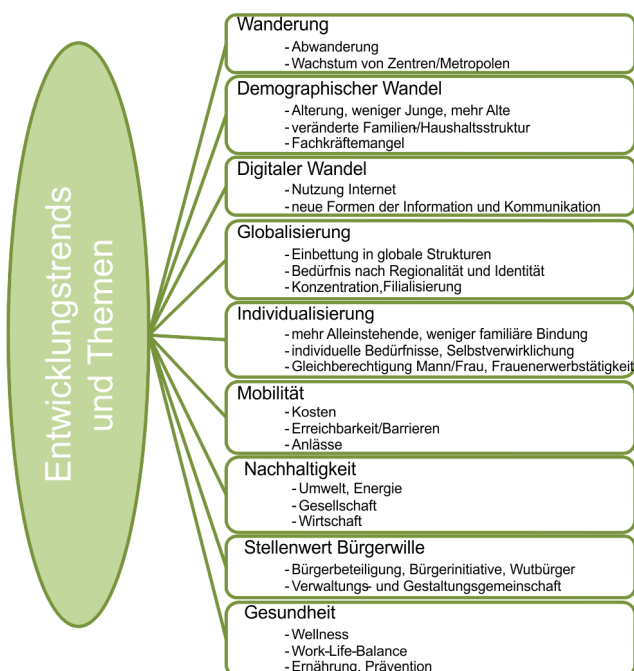 Entwicklungstrends
und Themen
Wanderung
- Abwanderung
- Wachstum von Zentren/Metropolen
Demographischer Wandel
- Alterung, weniger Junge, mehr Alte
- veränderte Familien-/Haushaltsstruktur
- Fachkräftemangel
Digitaler Wandel
- Nutzung Internet
- neue Formen der Information und Kommunikation
Globalisierung
- Einbettung in globale Strukturen
- Bedürfnis nach Regionalität und Identität
- Konzentration,Filialisierung
Individualisierung
- mehr Alleinstehende, weniger familiäre Bindung
- individuelle Bedürfnisse, Selbstverwirklichung
- Gleichberechtigung Mann/Frau, Frauenerwerbstätigkeit
Mobilität
- Kosten
- Erreichbarkeit/Barrieren
- Anlässe
Nachhaltigkeit
- Umwelt, Energie
- Gesellschaft
- Wirtschaft
Stellenwert Bürgerwille
- Bürgerbeteiligung, Bürgerinitiative, Wutbürger
- Verwaltungs- und Gestaltungsgemeinschaft
Gesundheit
- Wellness
- Work-Life-Balance
- Ernährung, Prävention